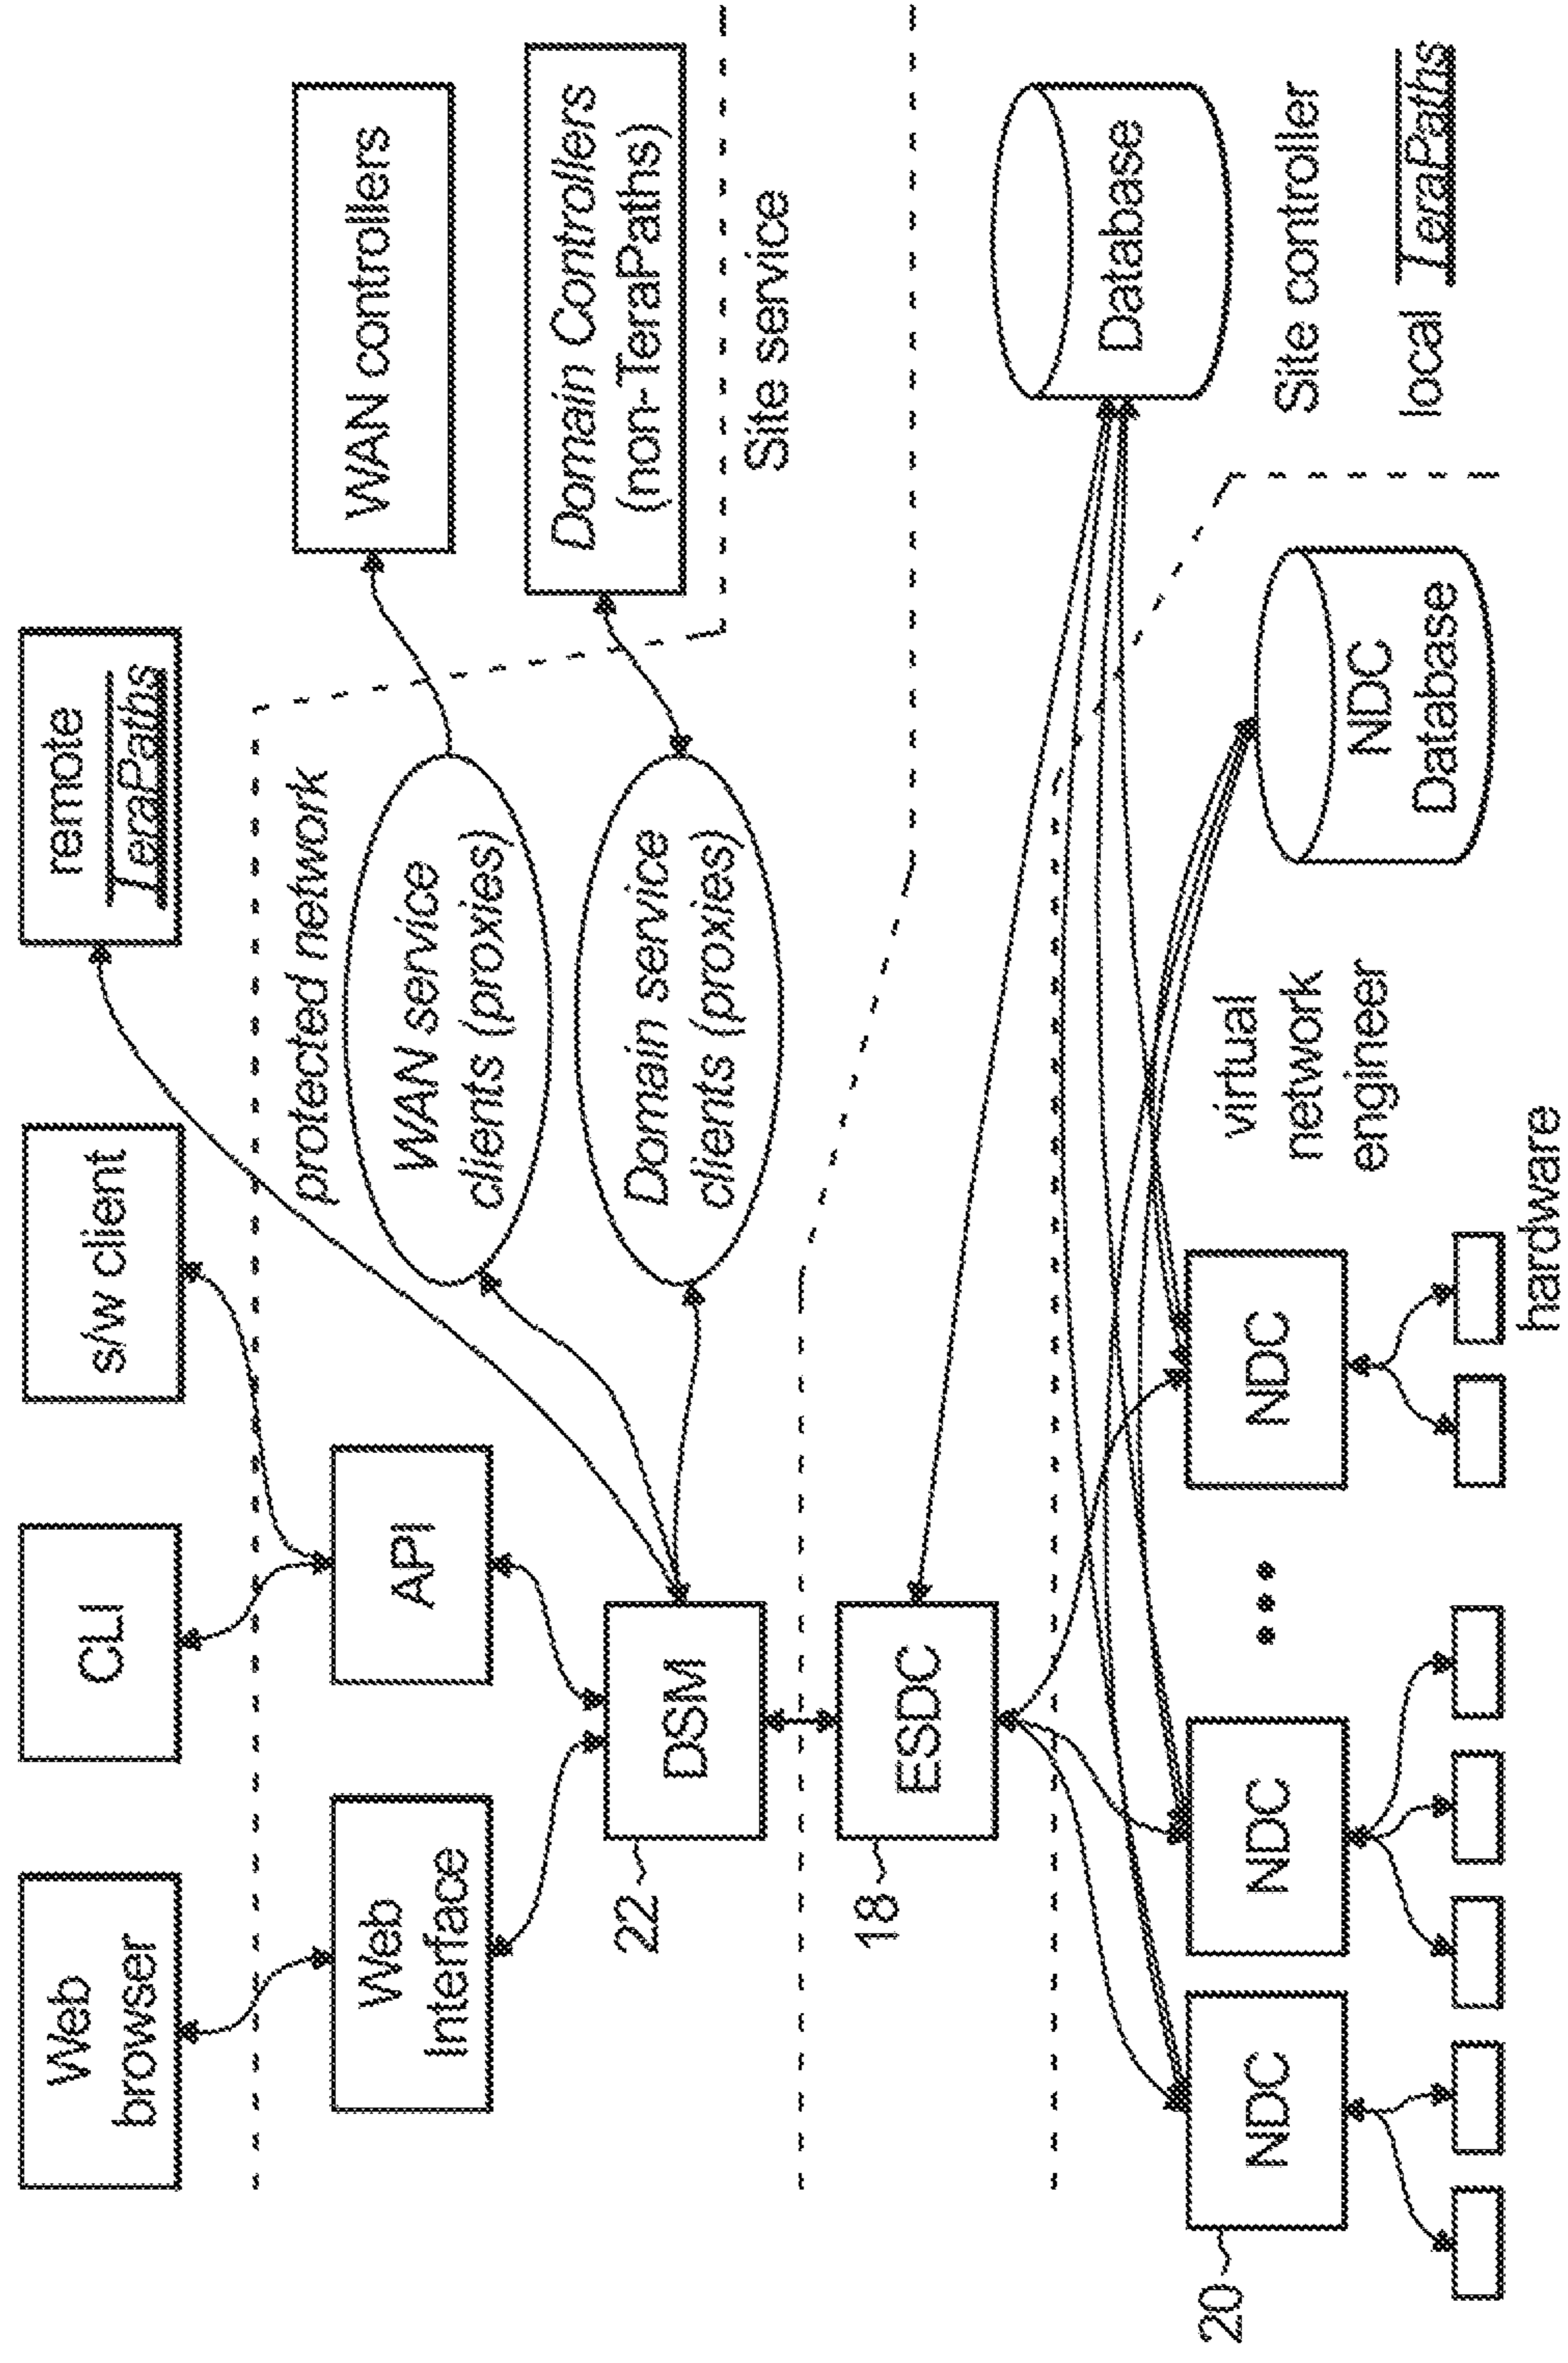 Web
browser
CLI
s/w client
remote
TeraPaths
protected network
Web
Interface
API
WAN service
clients (proxies)
WAN controllers
DSM
22
Domain service
clients (proxies)
Domain Controllers
(non-TeraPaths)
Site service
ESDC
18
Database
Site controller
local TeraPaths
NDC
20
NDC
NDC
virtual
network
engineer
NDC
Database
hardware